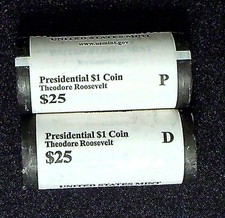 UNITED STATES MINT
www.usmint.gov
Presidential $1 Coin
Theodore Roosevelt
$25
P
Presidential $1 Coin
Theodore Roosevelt
$25
D
UNITED STATES MINT